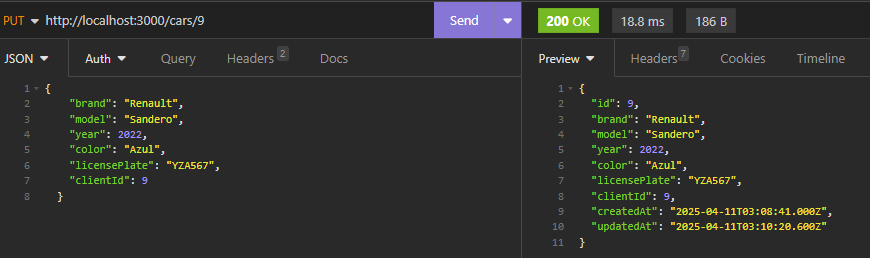 PUT http://localhost:3000/cars/9 Send 200 OK 18.8 ms 186 B
JSON Auth Query Headers 2 Docs Preview Headers 7 Cookies Timeline
1 {
2 "brand": "Renault",
3 "model": "Sandero",
4 "year": 2022,
5 "color": "Azul",
6 "licensePlate": "YZA567",
7 "clientId": 9
8 }
1 {
2 "id": 9,
3 "brand": "Renault",
4 "model": "Sandero",
5 "year": 2022,
6 "color": "Azul",
7 "licensePlate": "YZA567",
8 "clientId": 9,
9 "createdAt": "2025-04-11T03:08:41.000Z",
10 "updatedAt": "2025-04-11T03:10:20.600Z"
11 }